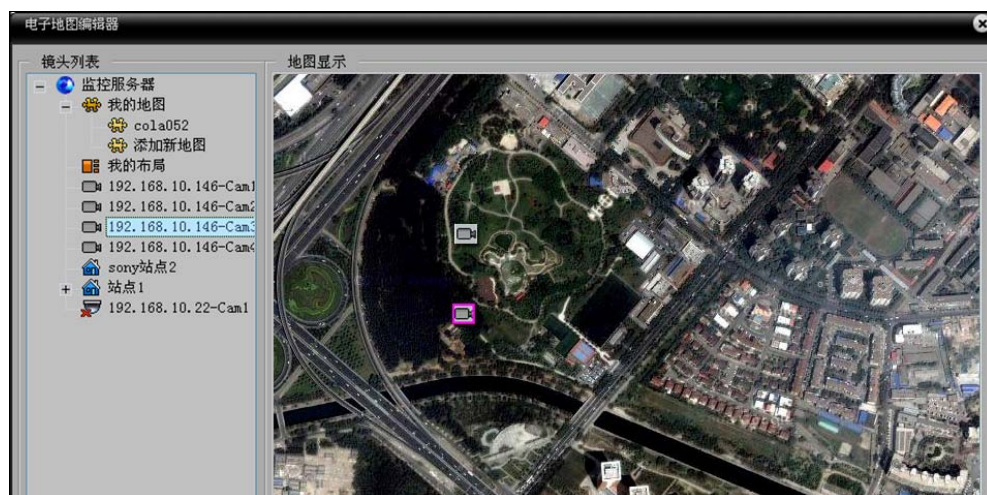 电子地图编辑器
镜头列表
地图显示
监控服务器
我的地图
cola052
添加新地图
我的布局
192.168.10.146-Cam1
192.168.10.146-Cam2
192.168.10.146-Cam3
192.168.10.146-Cam4
sony站点2
站点1
192.168.10.22-Cam1